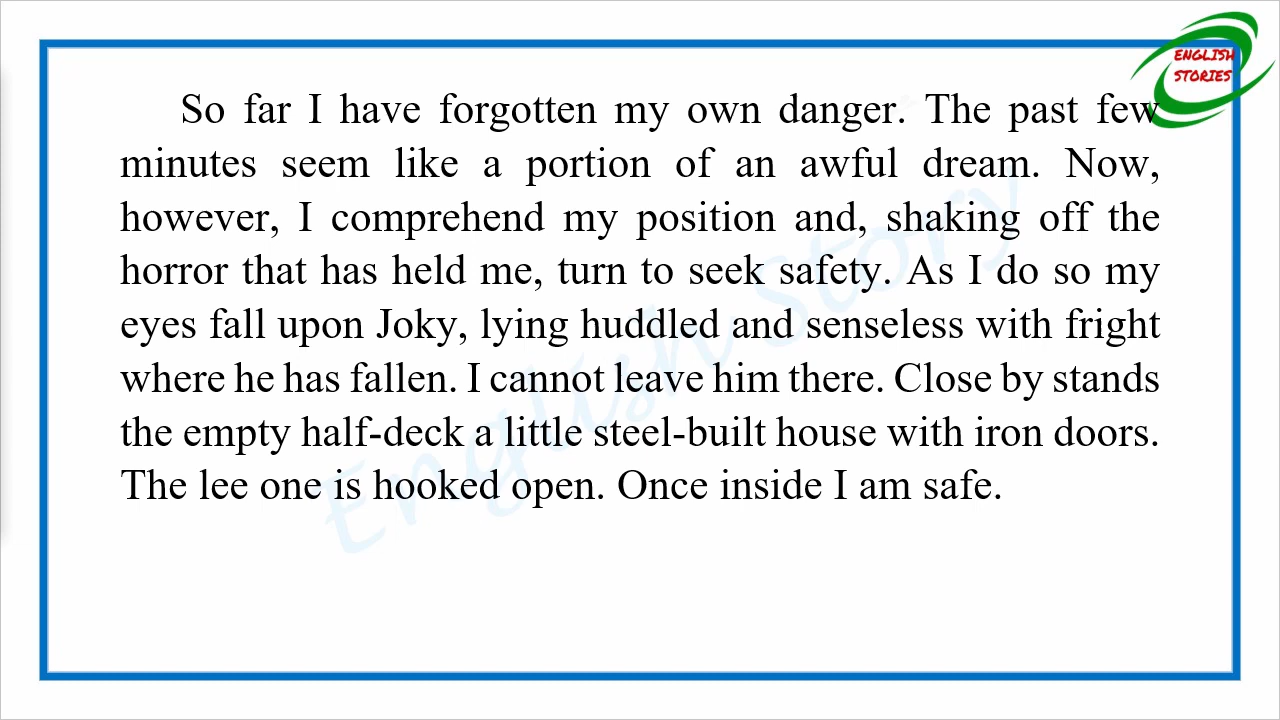 ENGLISH
STORIES
So far I have forgotten my own danger. The past few
minutes seem like a portion of an awful dream. Now,
however, I comprehend my position and, shaking off the
horror that has held me, turn to seek safety. As I do so my
eyes fall upon Joky, lying huddled and senseless with fright
where he has fallen. I cannot leave him there. Close by stands
the empty half-deck a little steel-built house with iron doors.
The lee one is hooked open. Once inside I am safe.
English Story